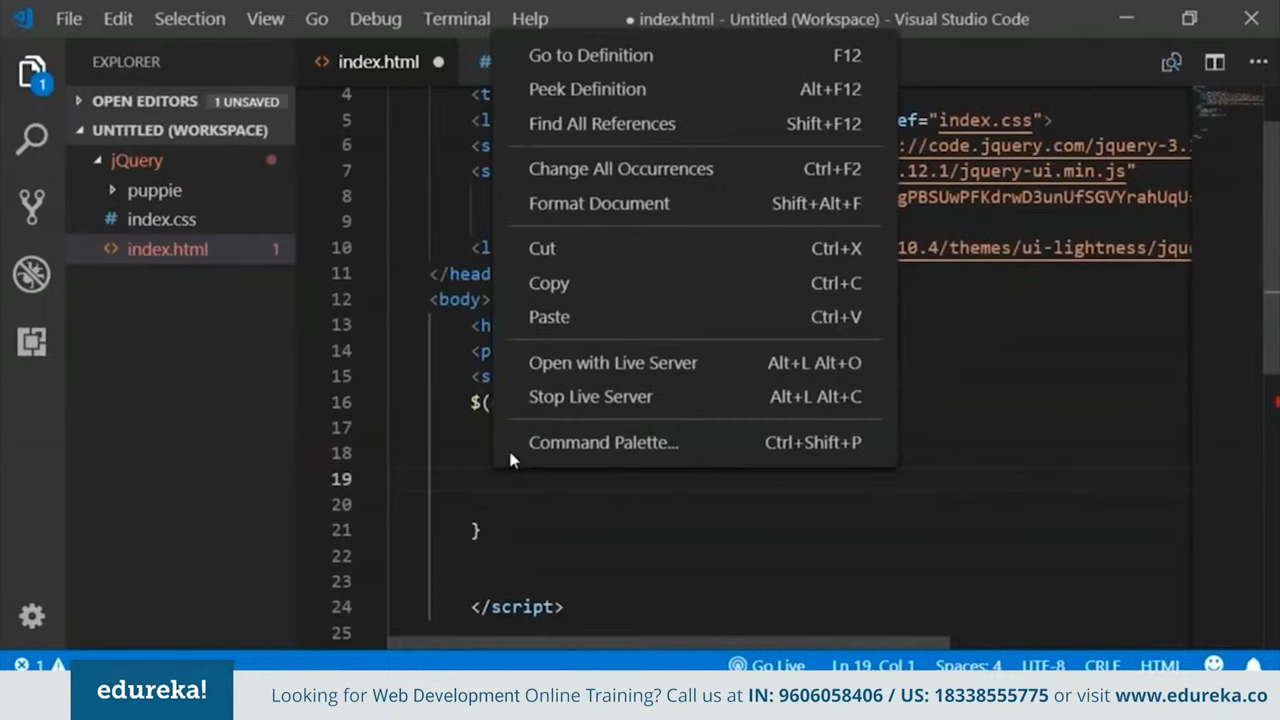 File Edit Selection View Go Debug Terminal Help ● index.html - Untitled (Workspace) - Visual Studio Code
EXPLORER
OPEN EDITORS 1 UNSAVED
UNTITLED (WORKSPACE)
jQuery
puppie
# index.css
<> index.html 1
1
<> index.html ●
#
4 <t
5 <l ef="index.css">
6 <s ://code.jquery.com/jquery-3.
7 <s .12.1/jquery-ui.min.js"
8 gPBSUwPFKdrwD3unUfSGVYrahUqU
9
10 <l 10.4/themes/ui-lightness/jqu
11 </head
12 <body>
13 <h
14 <p
15 <s
16 $(
17
18
19
20
21 }
22
23
24 </script>
25
Go to Definition F12
Peek Definition Alt+F12
Find All References Shift+F12
Change All Occurrences Ctrl+F2
Format Document Shift+Alt+F
Cut Ctrl+X
Copy Ctrl+C
Paste Ctrl+V
Open with Live Server Alt+L Alt+O
Stop Live Server Alt+L Alt+C
Command Palette... Ctrl+Shift+P
1 Go Live Ln 19, Col 1 Spaces: 4 UTF-8 CRLF HTML
edureka!
Looking for Web Development Online Training? Call us at IN: 9606058406 / US: 18338555775 or visit www.edureka.co